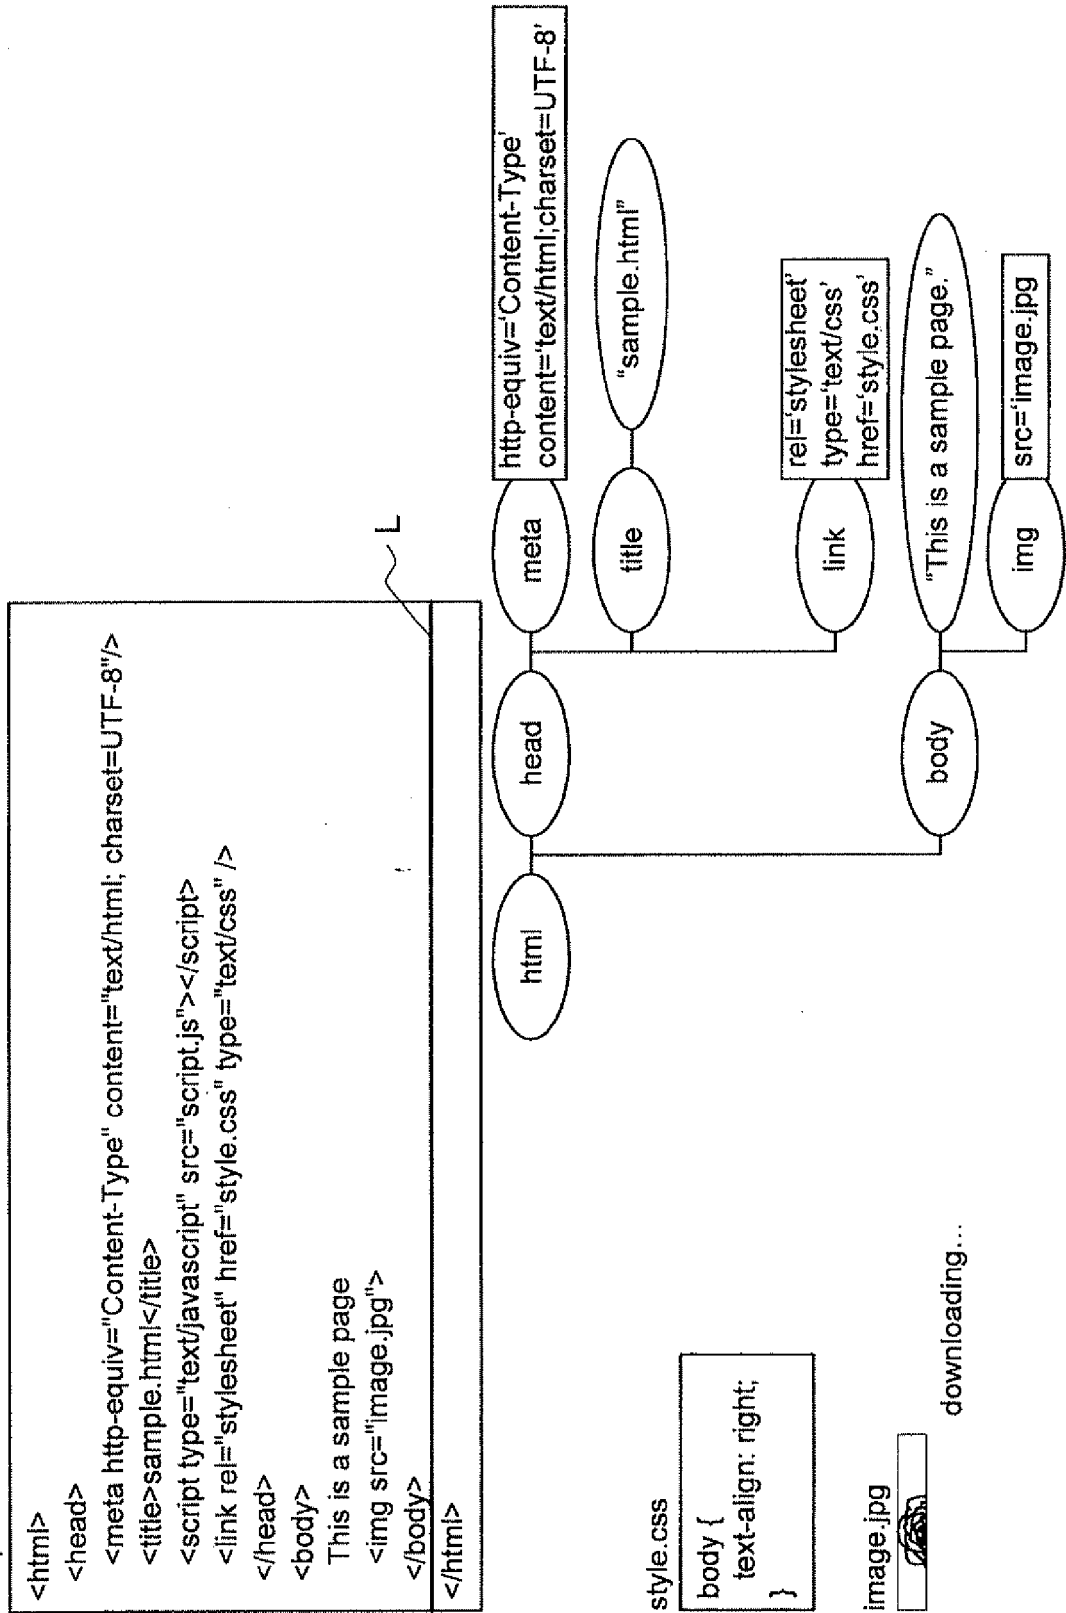 <html>
<head>
<meta http-equiv="Content-Type" content="text/html; charset=UTF-8"/>
<title>sample.html</title>
<script type="text/javascript" src="script.js"></script>
<link rel="stylesheet" href="style.css" type="text/css" />
</head>
<body>
This is a sample page
<img src="image.jpg">
</body>
</html>
L
html
head
meta
http-equiv='Content-Type'
content='text/html;charset=UTF-8'
title
"sample.html"
link
rel='stylesheet'
type='text/css'
href='style.css'
body
"This is a sample page."
img
src='image.jpg
style.css
body {
text-align: right;
}
image.jpg
downloading...